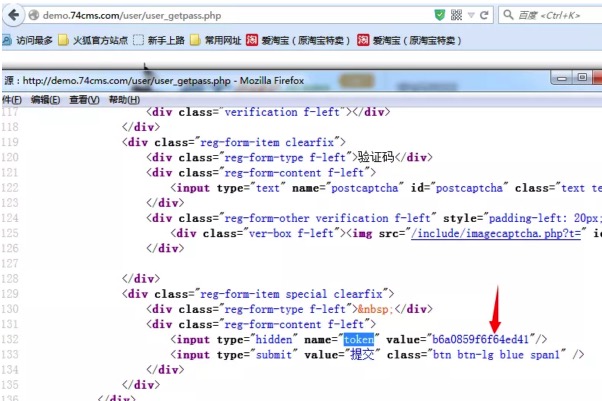 demo.74cms.com/user/user_getpass.php
百度 <Ctrl+K>
访问最多 火狐官方站点 新手上路 常用网址 爱淘宝（原淘宝特卖） 爱淘宝（原淘宝特卖）
源：http://demo.74cms.com/user/user_getpass.php - Mozilla Firefox
件(F) 编辑(E) 查看(V) 帮助(H)
117 <div class="verification f-left"></div>
118 </div>
119 <div class="reg-form-item clearfix">
120 <div class="reg-form-type f-left">验证码</div>
121 <div class="reg-form-content f-left">
122 <input type="text" name="postcaptcha" id="postcaptcha" class="text te
123 </div>
124 <div class="reg-form-other verification f-left" style="padding-left: 20px;
125 <div class="ver-box f-left"><img src="/include/imagecaptcha.php?t=" id
126 </div>
127
128 </div>
129 <div class="reg-form-item special clearfix">
130 <div class="reg-form-type f-left">&nbsp;</div>
131 <div class="reg-form-content f-left">
132 <input type="hidden" name="token" value="b6a0859f6f64ed41"/>
133 <input type="submit" value="提交" class="btn btn-lg blue span1" />
134 </div>
135 </div>
136 </div>